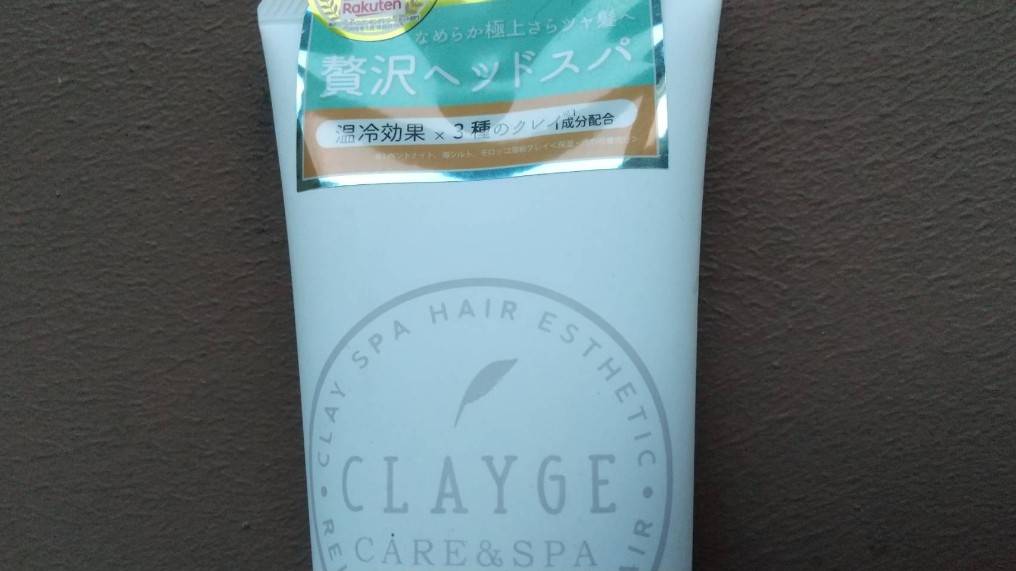 Rakuten
なめらか極上さらツヤ髪へ
贅沢ヘッドスパ
温冷効果 × 3種のクレイ*1成分配合
CLAY SPA HAIR ESTHETIC
CLAYGE
CARE&SPA